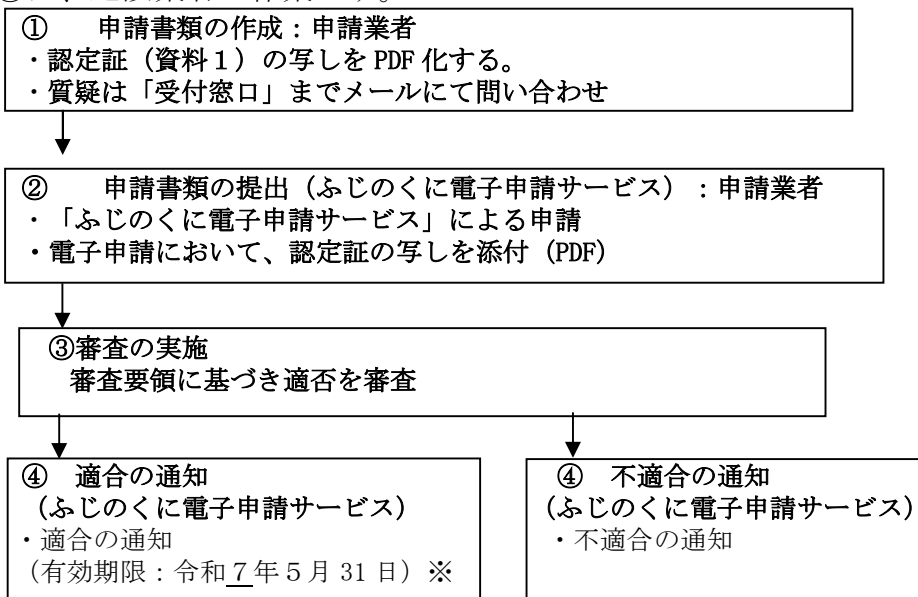 ① 申請書類の作成：申請業者
・認定証（資料１）の写しを PDF 化する。
・質疑は「受付窓口」までメールにて問い合わせ
② 申請書類の提出（ふじのくに電子申請サービス）：申請業者
・「ふじのくに電子申請サービス」による申請
・電子申請において、認定証の写しを添付（PDF）
③審査の実施
審査要領に基づき適否を審査
④ 適合の通知
（ふじのくに電子申請サービス）
・適合の通知
（有効期限：令和７年５月 31 日）※
④ 不適合の通知
（ふじのくに電子申請サービス）
・不適合の通知